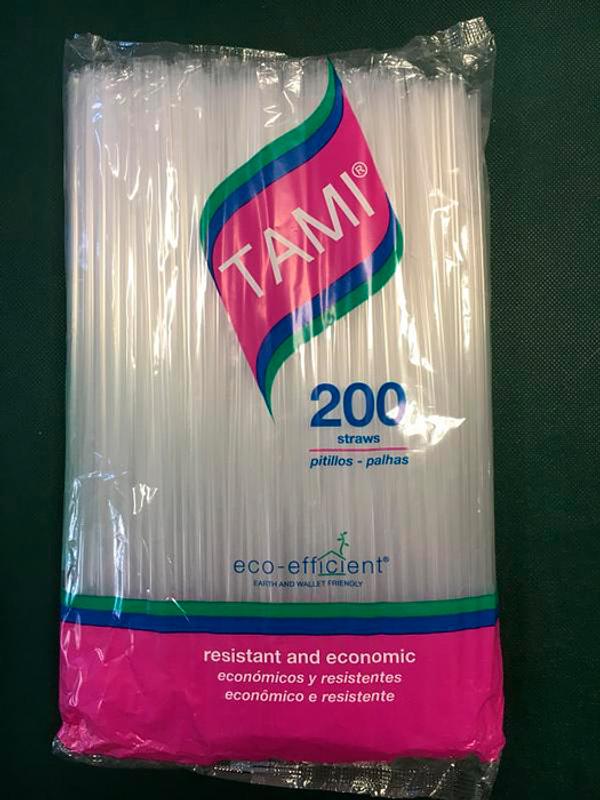 TAMI®
200
straws
pitillos - palhas
eco-efficient®
EARTH AND WALLET FRIENDLY
resistant and economic
económicos y resistentes
econômico e resistente